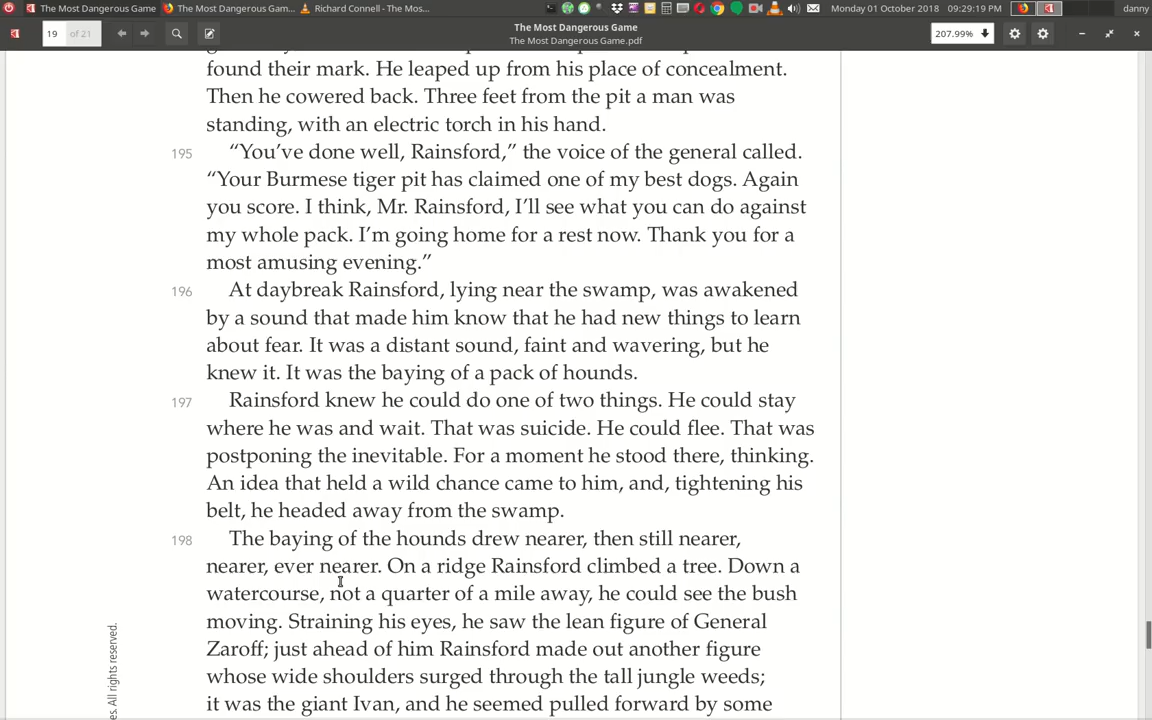 The Most Dangerous Game
The Most Dangerous Gam...
Richard Connell - The Mos...
Monday 01 October 2018
09:29:19 PM
danny
19 of 21
The Most Dangerous Game
The Most Dangerous Game.pdf
207.99%
found their mark. He leaped up from his place of concealment.
Then he cowered back. Three feet from the pit a man was
standing, with an electric torch in his hand.
195 “You’ve done well, Rainsford,” the voice of the general called.
“Your Burmese tiger pit has claimed one of my best dogs. Again
you score. I think, Mr. Rainsford, I’ll see what you can do against
my whole pack. I’m going home for a rest now. Thank you for a
most amusing evening.”
196 At daybreak Rainsford, lying near the swamp, was awakened
by a sound that made him know that he had new things to learn
about fear. It was a distant sound, faint and wavering, but he
knew it. It was the baying of a pack of hounds.
197 Rainsford knew he could do one of two things. He could stay
where he was and wait. That was suicide. He could flee. That was
postponing the inevitable. For a moment he stood there, thinking.
An idea that held a wild chance came to him, and, tightening his
belt, he headed away from the swamp.
198 The baying of the hounds drew nearer, then still nearer,
nearer, ever nearer. On a ridge Rainsford climbed a tree. Down a
watercourse, not a quarter of a mile away, he could see the bush
moving. Straining his eyes, he saw the lean figure of General
Zaroff; just ahead of him Rainsford made out another figure
whose wide shoulders surged through the tall jungle weeds;
it was the giant Ivan, and he seemed pulled forward by some
es. All rights reserved.